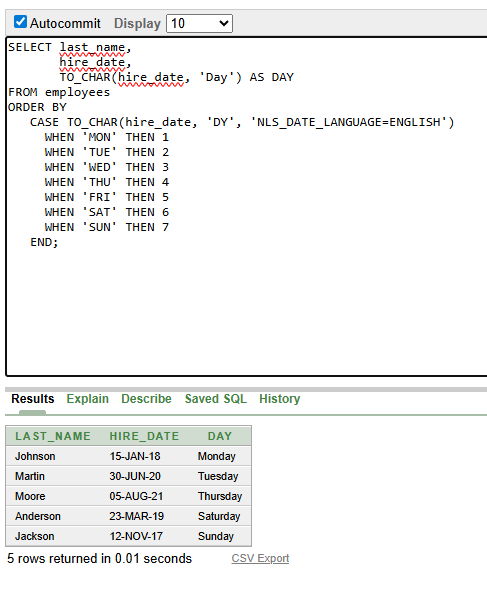 Autocommit Display 10
SELECT last_name,
       hire_date,
       TO_CHAR(hire_date, 'Day') AS DAY
FROM employees
ORDER BY
   CASE TO_CHAR(hire_date, 'DY', 'NLS_DATE_LANGUAGE=ENGLISH')
     WHEN 'MON' THEN 1
     WHEN 'TUE' THEN 2
     WHEN 'WED' THEN 3
     WHEN 'THU' THEN 4
     WHEN 'FRI' THEN 5
     WHEN 'SAT' THEN 6
     WHEN 'SUN' THEN 7
   END;
Results Explain Describe Saved SQL History
LAST_NAME HIRE_DATE DAY
Johnson 15-JAN-18 Monday
Martin 30-JUN-20 Tuesday
Moore 05-AUG-21 Thursday
Anderson 23-MAR-19 Saturday
Jackson 12-NOV-17 Sunday
5 rows returned in 0.01 seconds CSV Export